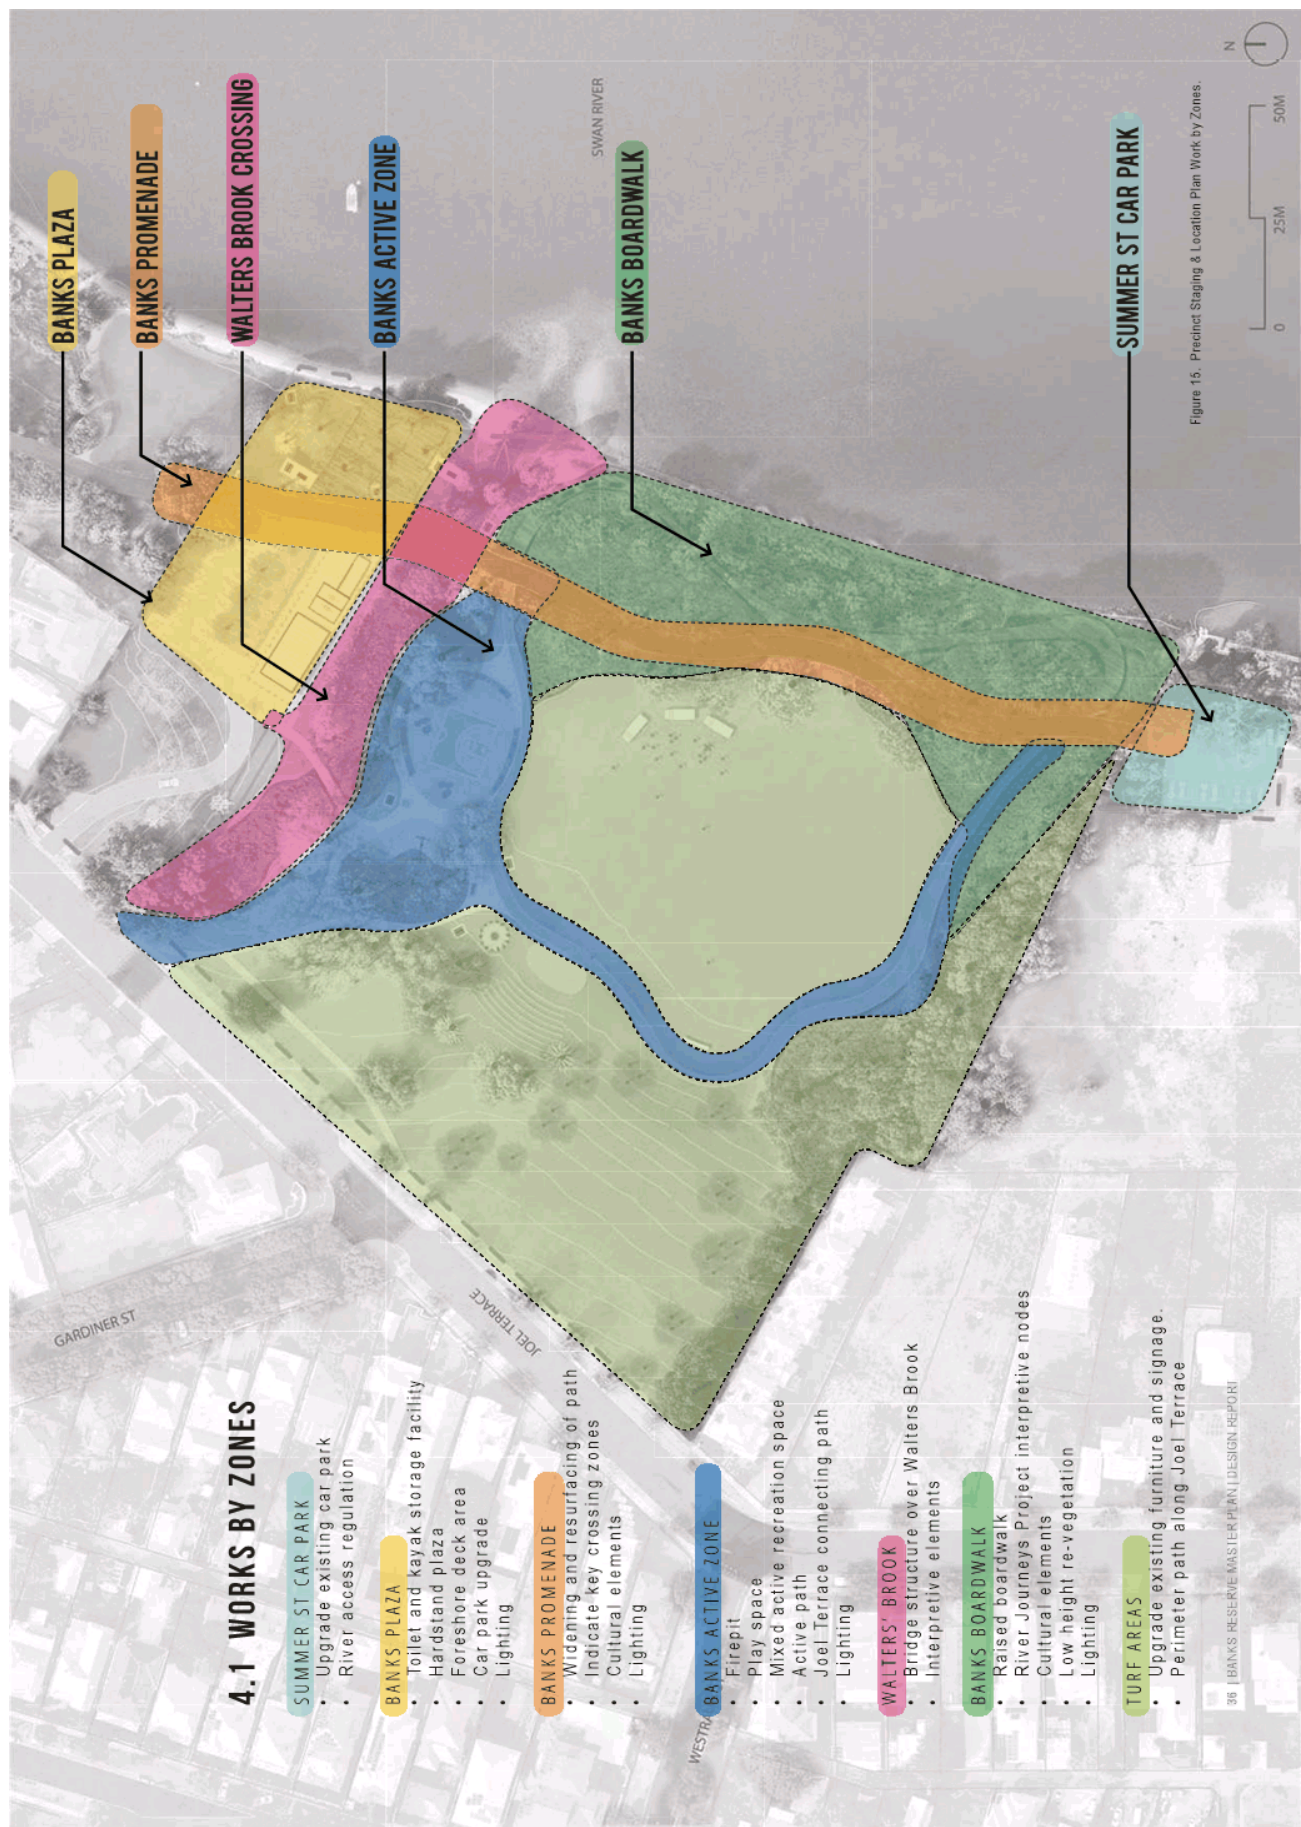 4.1 WORKS BY ZONES
SUMMER ST CAR PARK
• Upgrade existing car park
• River access regulation
BANKS PLAZA
• Toilet and kayak storage facility
• Hardstand plaza
• Foreshore deck area
• Car park upgrade
• Lighting
BANKS PROMENADE
• Widening and resurfacing of path
• Indicate key crossing zones
• Cultural elements
• Lighting
BANKS ACTIVE ZONE
• Firepit
• Play space
• Mixed active recreation space
• Active path
• Joel Terrace connecting path
• Lighting
WALTERS' BROOK
• Bridge structure over Walters Brook
• Interpretive elements
BANKS BOARDWALK
• Raised boardwalk
• River Journeys Project interpretive nodes
• Cultural elements
• Low height re-vegetation
• Lighting
TURF AREAS
• Upgrade existing furniture and signage.
• Perimeter path along Joel Terrace
36 | BANKS RESERVE MASTER PLAN | DESIGN REPORT
GARDINER ST
JOEL TERRACE
WESTRA
BANKS PLAZA
BANKS PROMENADE
WALTERS BROOK CROSSING
BANKS ACTIVE ZONE
SWAN RIVER
BANKS BOARDWALK
SUMMER ST CAR PARK
Figure 15. Precinct Staging & Location Plan Work by Zones.
0 25M 50M
N